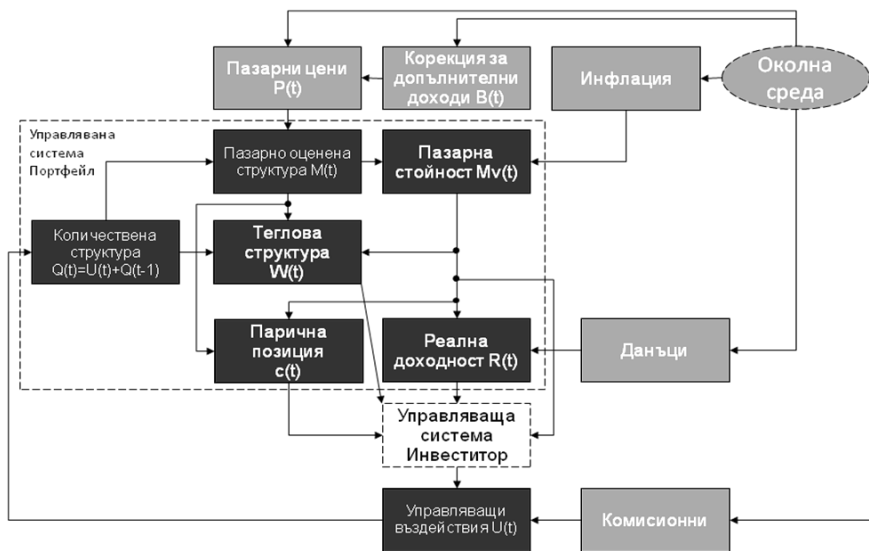 Пазарни цени
P(t)
Корекция за
допълнителни
доходи B(t)
Инфлация
Околна
среда
Управлявана
система
Портфейл
Пазарно оценена
структура M(t)
Пазарна
стойност Mv(t)
Количествена
структура
Q(t)=U(t)+Q(t-1)
Теглова
структура
W(t)
Парична
позиция
c(t)
Реална
доходност R(t)
Данъци
Управляваща
система
Инвеститор
Управляващи
въздействия U(t)
Комисионни